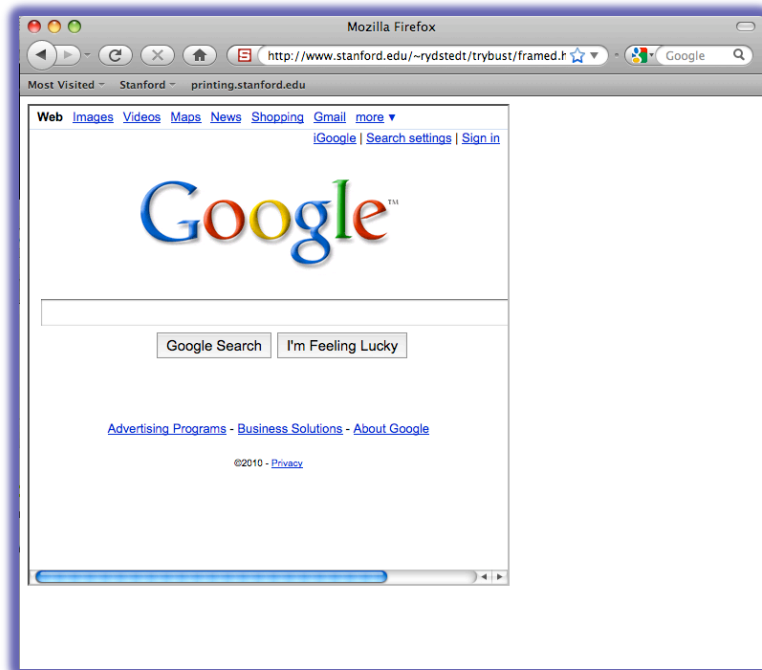 Mozilla Firefox
http://www.stanford.edu/~rydstedt/trybust/framed.h
Google
Most Visited Stanford printing.stanford.edu
Web Images Videos Maps News Shopping Gmail more ▼
iGoogle | Search settings | Sign in
Google™
Google Search I'm Feeling Lucky
Advertising Programs - Business Solutions - About Google
©2010 - Privacy